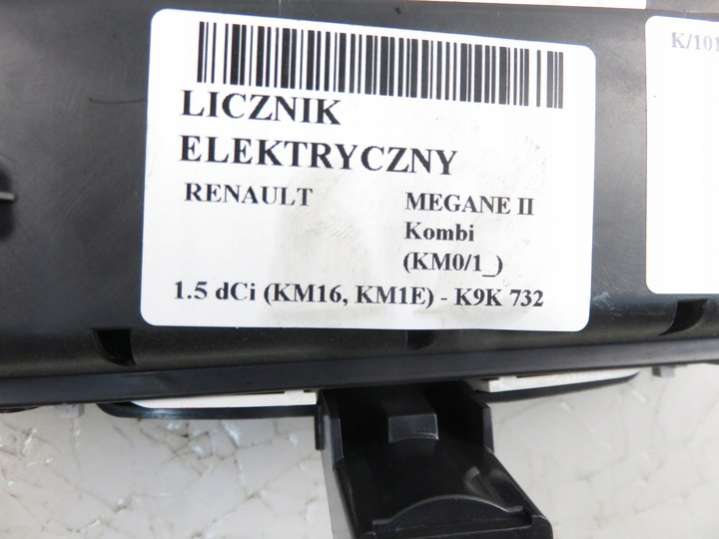 LICZNIK
ELEKTRYCZNY
RENAULT MEGANE II
Kombi
(KM0/1_)
1.5 dCi (KM16, KM1E) - K9K 732
K/101